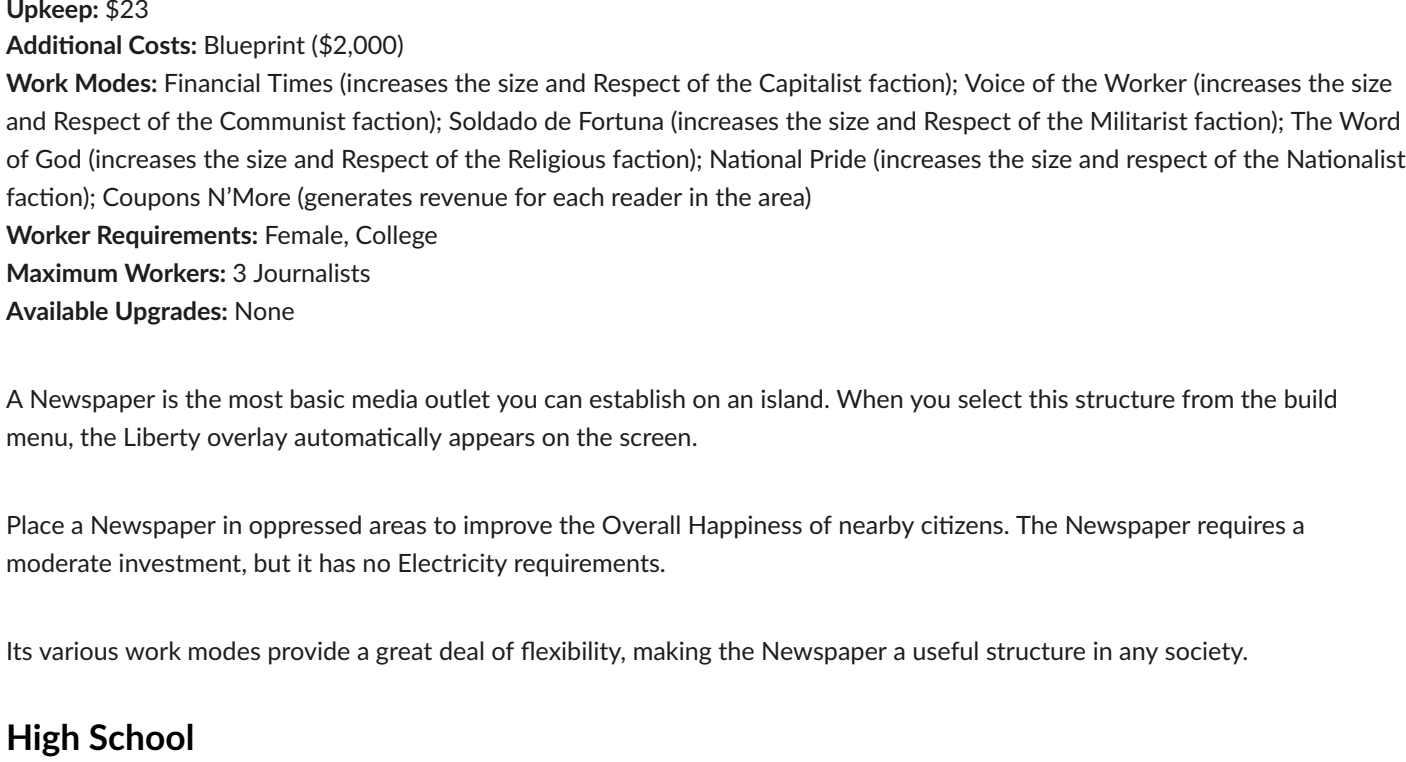 Upkeep: $23
Additional Costs: Blueprint ($2,000)
Work Modes: Financial Times (increases the size and Respect of the Capitalist faction); Voice of the Worker (increases the size
and Respect of the Communist faction); Soldado de Fortuna (increases the size and Respect of the Militarist faction); The Word
of God (increases the size and Respect of the Religious faction); National Pride (increases the size and respect of the Nationalist
faction); Coupons N’More (generates revenue for each reader in the area)
Worker Requirements: Female, College
Maximum Workers: 3 Journalists
Available Upgrades: None
A Newspaper is the most basic media outlet you can establish on an island. When you select this structure from the build
menu, the Liberty overlay automatically appears on the screen.
Place a Newspaper in oppressed areas to improve the Overall Happiness of nearby citizens. The Newspaper requires a
moderate investment, but it has no Electricity requirements.
Its various work modes provide a great deal of flexibility, making the Newspaper a useful structure in any society.
High School